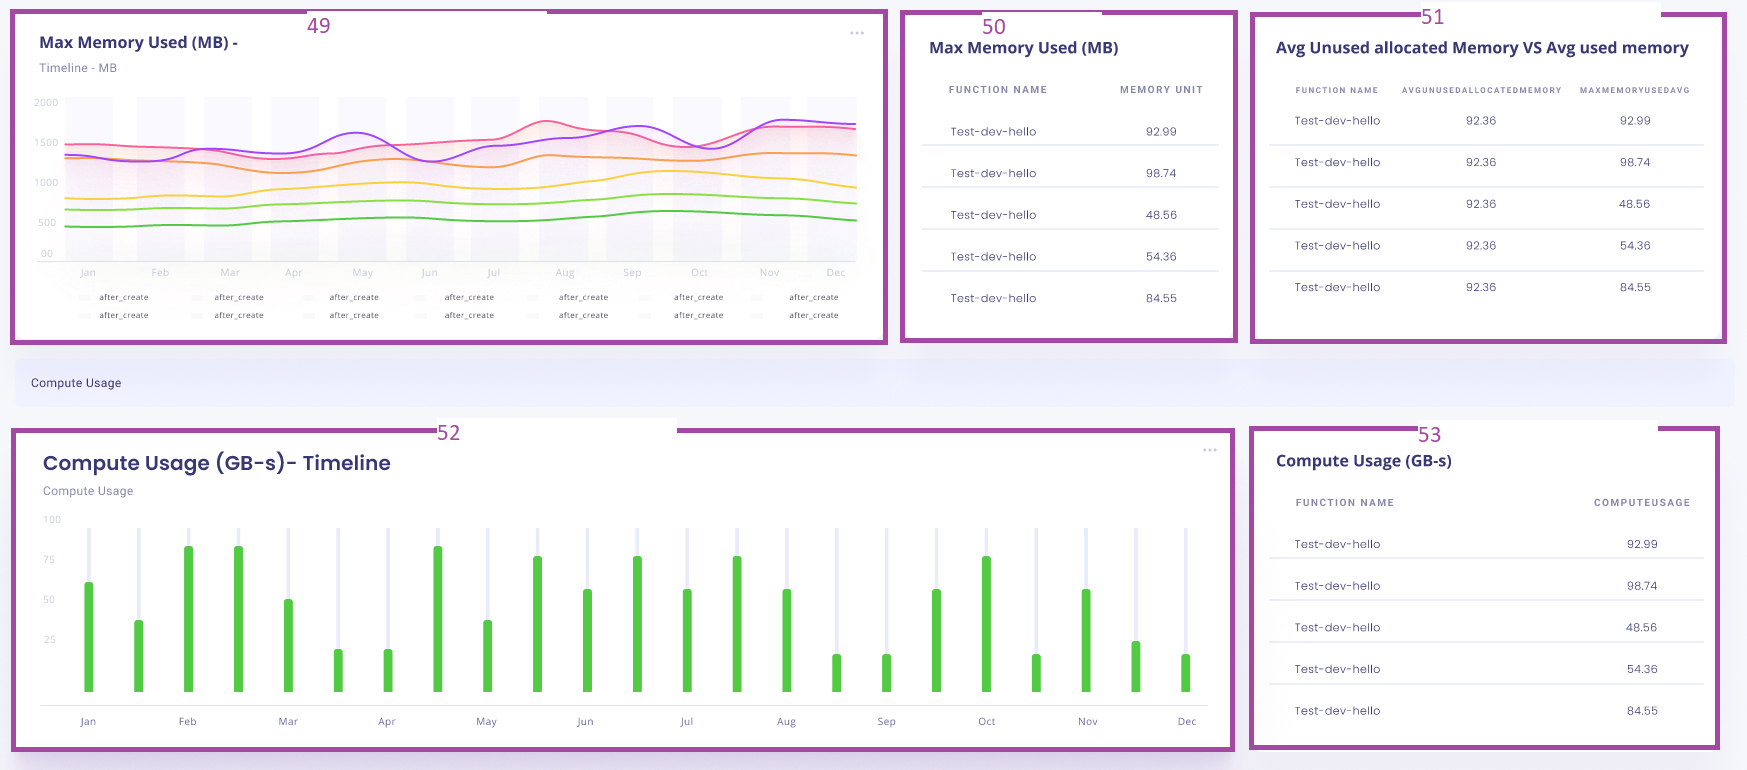 49
Max Memory Used (MB) -
Timeline - MB
2000
1500
1000
500
00
Jan Feb Mar Apr May Jun Jul Aug Sep Oct Nov Dec
after_create after_create after_create after_create after_create after_create after_create
after_create after_create after_create after_create after_create after_create after_create
50
Max Memory Used (MB)
FUNCTION NAME MEMORY UNIT
Test-dev-hello 92.99
Test-dev-hello 98.74
Test-dev-hello 48.56
Test-dev-hello 54.36
Test-dev-hello 84.55
51
Avg Unused allocated Memory VS Avg used memory
FUNCTION NAME AVGUNUSEDALLOCATEDMEMORY MAXMEMORYUSEDAVG
Test-dev-hello 92.36 92.99
Test-dev-hello 92.36 98.74
Test-dev-hello 92.36 48.56
Test-dev-hello 92.36 54.36
Test-dev-hello 92.36 84.55
Compute Usage
52
Compute Usage (GB-s)- Timeline
Compute Usage
100
75
50
25
Jan Feb Mar Apr May Jun Jul Aug Sep Oct Nov Dec
53
Compute Usage (GB-s)
FUNCTION NAME COMPUTEUSAGE
Test-dev-hello 92.99
Test-dev-hello 98.74
Test-dev-hello 48.56
Test-dev-hello 54.36
Test-dev-hello 84.55